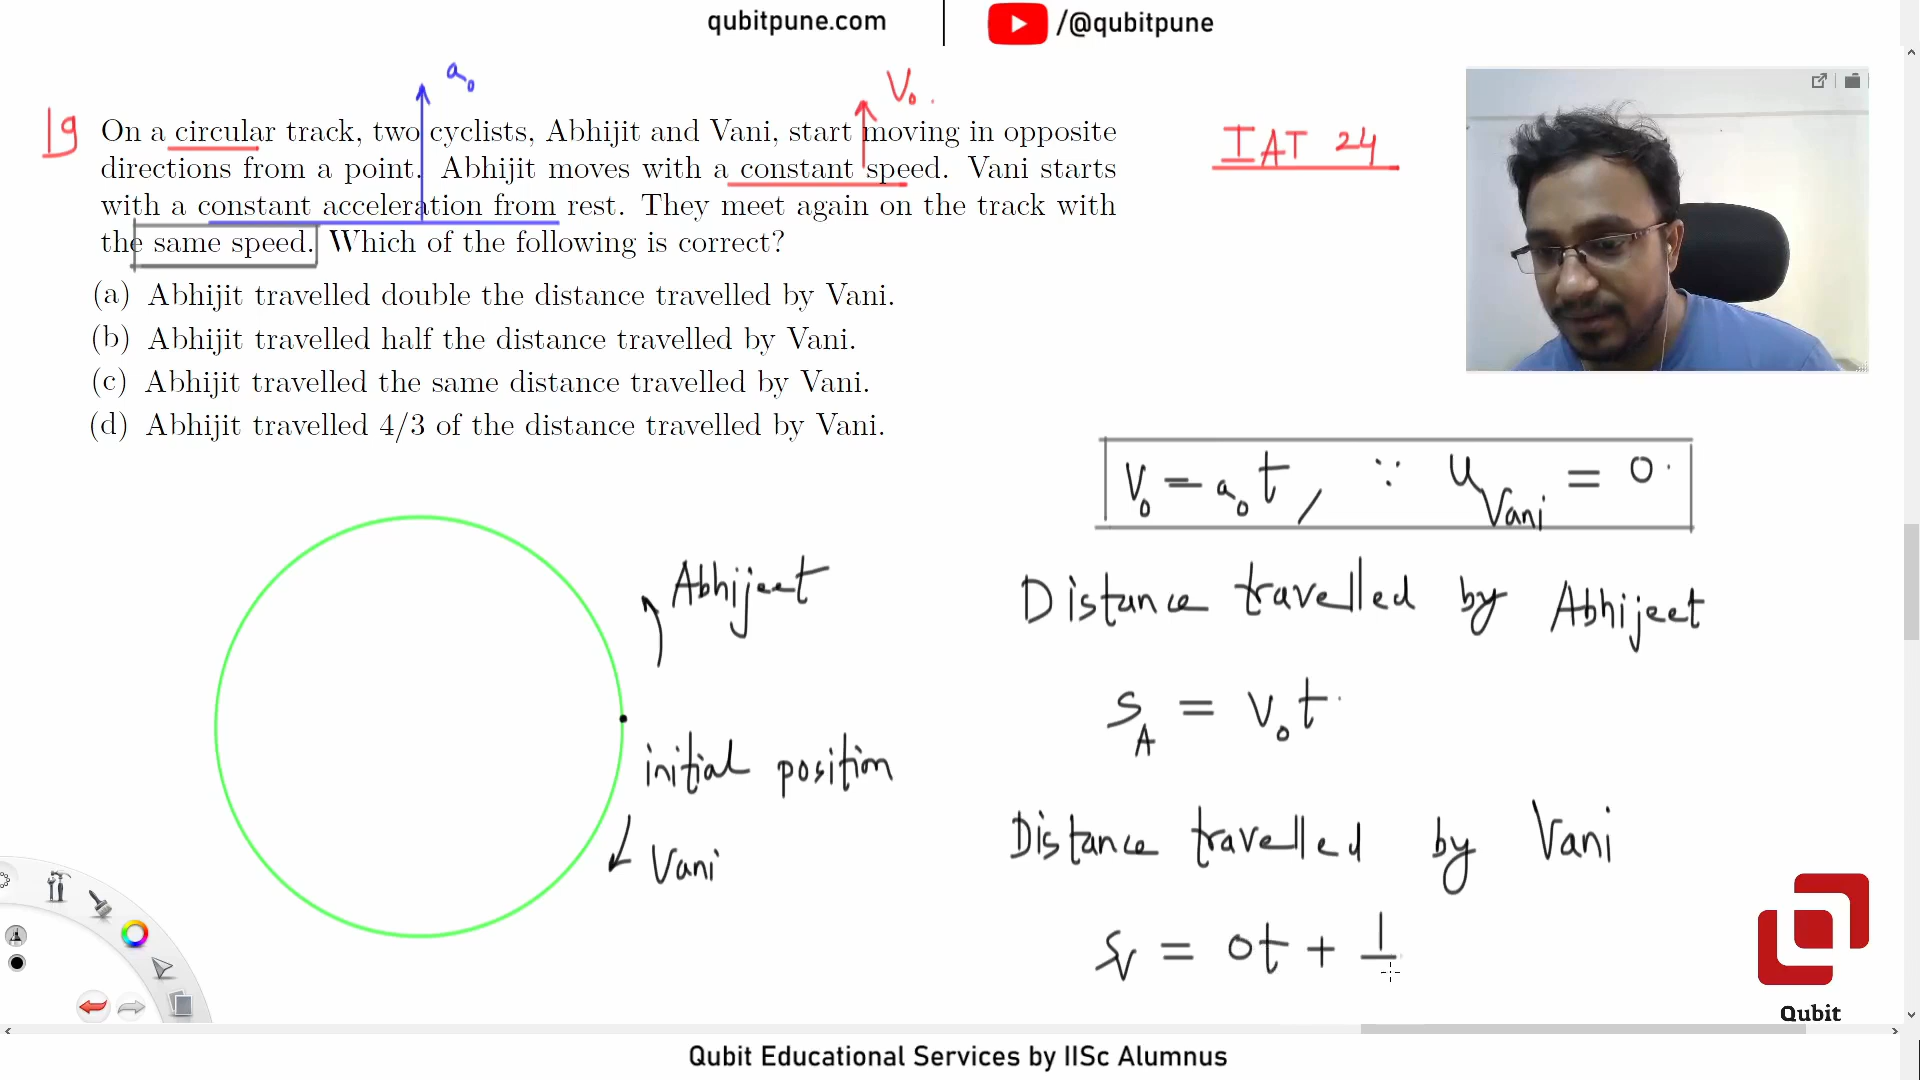 qubitpune.com | /@qubitpune
a₀
V₀.
19 On a circular track, two cyclists, Abhijit and Vani, start moving in opposite
directions from a point. Abhijit moves with a constant speed. Vani starts
with a constant acceleration from rest. They meet again on the track with
the same speed. Which of the following is correct?
IAT 24
(a) Abhijit travelled double the distance travelled by Vani.
(b) Abhijit travelled half the distance travelled by Vani.
(c) Abhijit travelled the same distance travelled by Vani.
(d) Abhijit travelled 4/3 of the distance travelled by Vani.
Abhijeet
initial position
Vani
V₀ = a₀t, ∵ u_Vani = 0.
Distance travelled by Abhijeet
S_A = V₀t.
Distance travelled by Vani
S_V = 0t + 1/
Qubit
Qubit Educational Services by IISc Alumnus